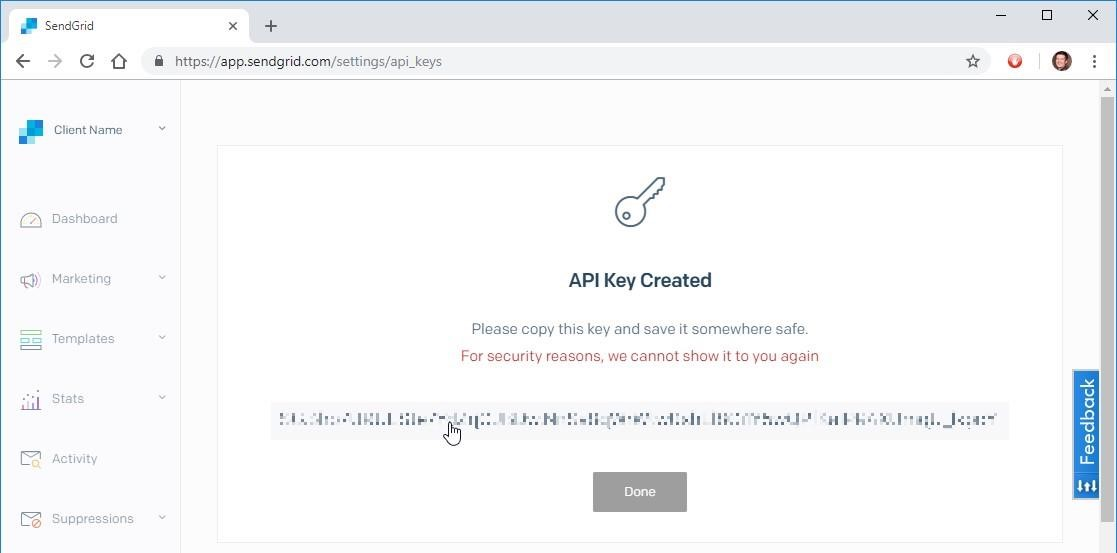 SendGrid
https://app.sendgrid.com/settings/api_keys
Client Name
Dashboard
Marketing
Templates
Stats
Activity
Suppressions
API Key Created
Please copy this key and save it somewhere safe.
For security reasons, we cannot show it to you again
Done
Feedback